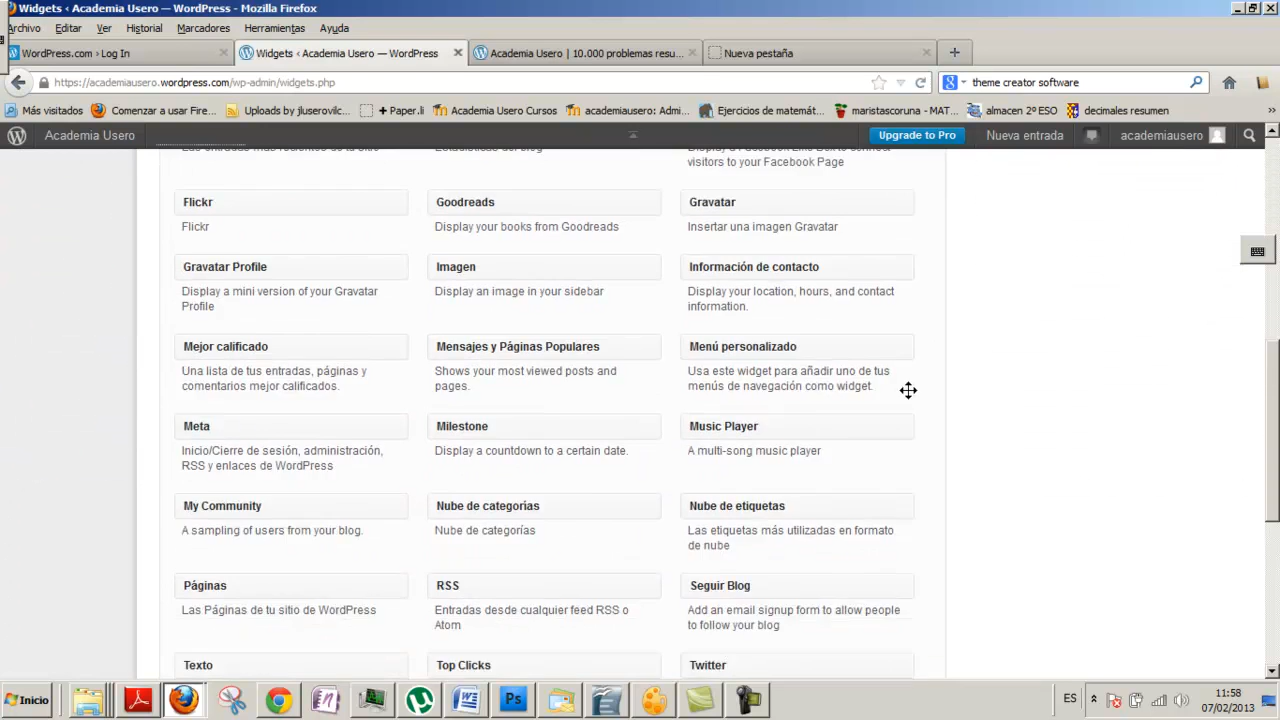 Widgets ‹ Academia Usero — WordPress - Mozilla Firefox
Archivo Editar Ver Historial Marcadores Herramientas Ayuda
WordPress.com › Log In
Widgets ‹ Academia Usero — WordPress
Academia Usero | 10.000 problemas resu...
Nueva pestaña
https://academiausero.wordpress.com/wp-admin/widgets.php
theme creator software
Más visitados Comenzar a usar Fire... Uploads by jluserovilc... + Paper.li Academia Usero Cursos academiausero: Admi... Ejercicios de matemát... maristascoruna - MAT... almacen 2º ESO decimales resumen
Academia Usero Upgrade to Pro Nueva entrada academiausero
visitors to your Facebook Page
Flickr Goodreads Gravatar
Flickr Display your books from Goodreads Insertar una imagen Gravatar
Gravatar Profile Imagen Información de contacto
Display a mini version of your Gravatar Display an image in your sidebar Display your location, hours, and contact
Profile information.
Mejor calificado Mensajes y Páginas Populares Menú personalizado
Una lista de tus entradas, páginas y Shows your most viewed posts and Usa este widget para añadir uno de tus
comentarios mejor calificados. pages. menús de navegación como widget.
Meta Milestone Music Player
Inicio/Cierre de sesión, administración, Display a countdown to a certain date. A multi-song music player
RSS y enlaces de WordPress
My Community Nube de categorías Nube de etiquetas
A sampling of users from your blog. Nube de categorías Las etiquetas más utilizadas en formato
de nube
Páginas RSS Seguir Blog
Las Páginas de tu sitio de WordPress Entradas desde cualquier feed RSS o Add an email signup form to allow people
Atom to follow your blog
Texto Top Clicks Twitter
Inicio ES 11:58
07/02/2013